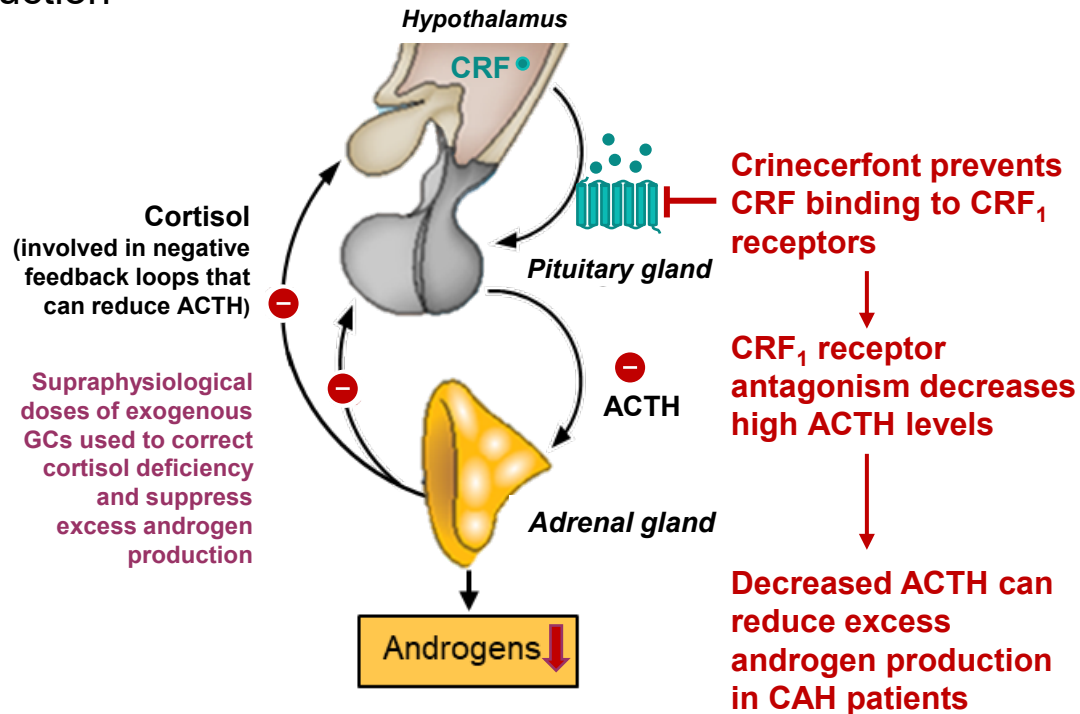 uction
Hypothalamus
CRF
Crinecerfont prevents
CRF binding to CRF₁
receptors
Cortisol
(involved in negative
feedback loops that
can reduce ACTH)
Pituitary gland
CRF₁ receptor
antagonism decreases
high ACTH levels
Supraphysiological
doses of exogenous
GCs used to correct
cortisol deficiency
and suppress
excess androgen
production
ACTH
Adrenal gland
Decreased ACTH can
reduce excess
androgen production
in CAH patients
Androgens